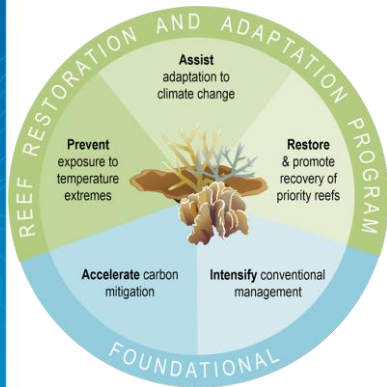 REEF RESTORATION AND ADAPTATION PROGRAM
Assist
adaptation to
climate change
Prevent
exposure to
temperature
extremes
Restore
& promote
recovery of
priority reefs
Accelerate carbon
mitigation
Intensify conventional
management
FOUNDATIONAL